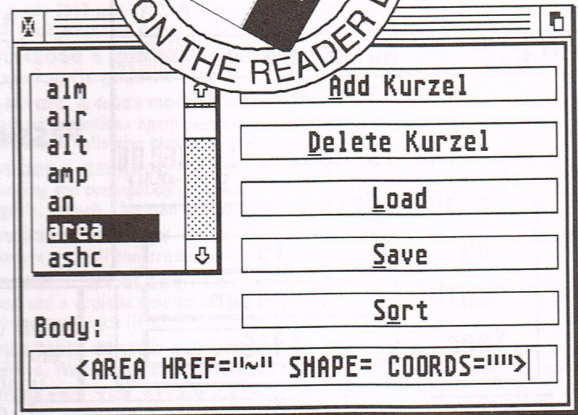 ON THE READER
alm
alr
alt
amp
an
area
ashc
Add Kurzel
Delete Kurzel
Load
Save
Sort
Body:
<AREA HREF="~" SHAPE= COORDS="">